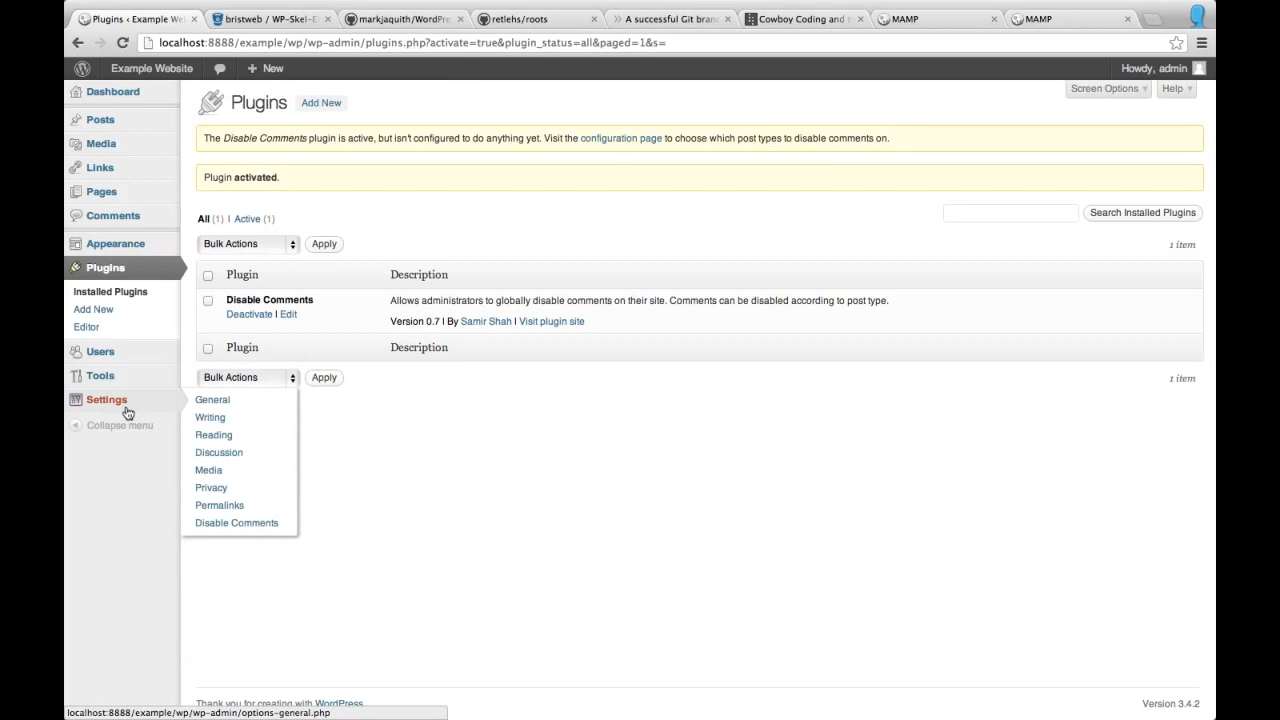 Plugins ‹ Example We
bristweb / WP-Skel-E
markjaquith/WordPre
retlehs/roots
A successful Git bran
Cowboy Coding and
MAMP
MAMP
localhost:8888/example/wp/wp-admin/plugins.php?activate=true&plugin_status=all&paged=1&s=
Example Website
+ New
Howdy, admin
Dashboard
Posts
Media
Links
Pages
Comments
Appearance
Plugins
Installed Plugins
Add New
Editor
Users
Tools
Settings
Collapse menu
Screen Options
Help
Plugins Add New
The Disable Comments plugin is active, but isn't configured to do anything yet. Visit the configuration page to choose which post types to disable comments on.
Plugin activated.
All (1) | Active (1)
Search Installed Plugins
Bulk Actions Apply
1 item
Plugin Description
Disable Comments Allows administrators to globally disable comments on their site. Comments can be disabled according to post type.
Deactivate | Edit
Version 0.7 | By Samir Shah | Visit plugin site
Plugin Description
Bulk Actions Apply
1 item
General
Writing
Reading
Discussion
Media
Privacy
Permalinks
Disable Comments
Thank you for creating with WordPress
Version 3.4.2
localhost:8888/example/wp/wp-admin/options-general.php